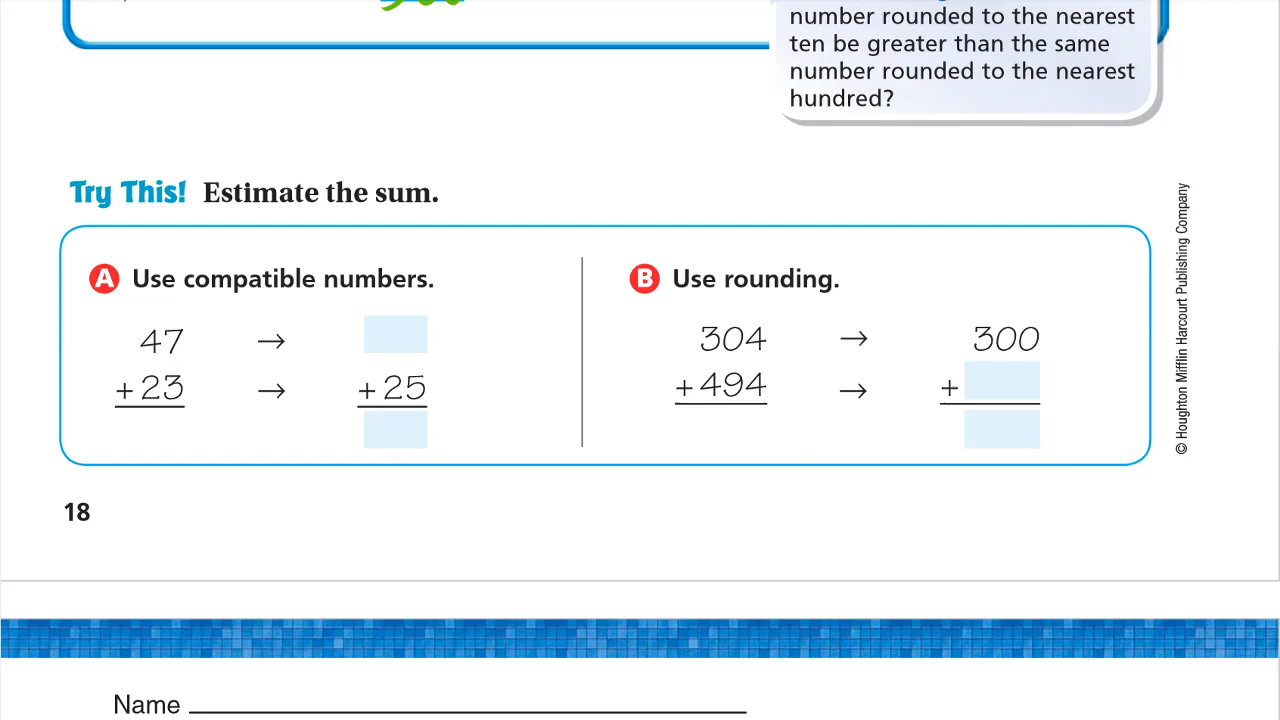 number rounded to the nearest
ten be greater than the same
number rounded to the nearest
hundred?
Try This! Estimate the sum.
A Use compatible numbers.
47 →
+ 23 → + 25
B Use rounding.
304 → 300
+ 494 → +
© Houghton Mifflin Harcourt Publishing Company
18
Name